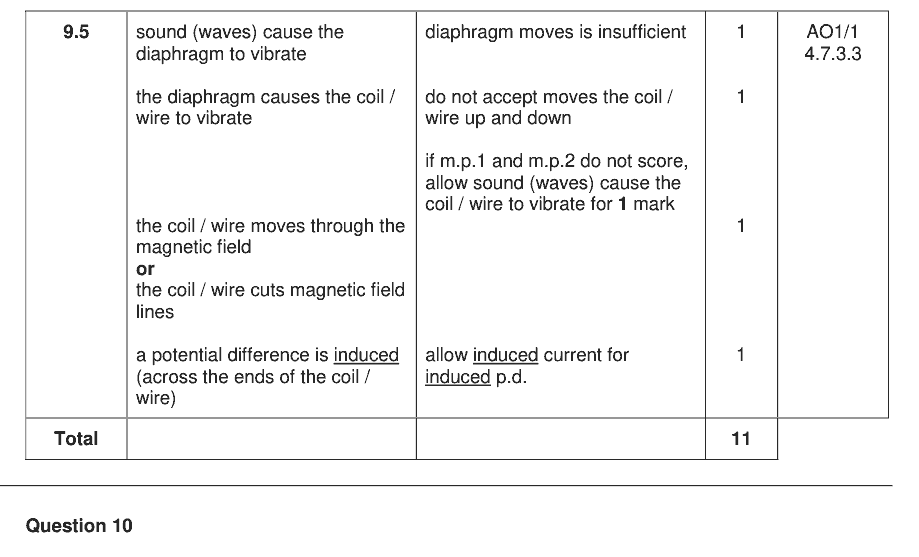 9.5
sound (waves) cause the
diaphragm to vibrate
diaphragm moves is insufficient
1
AO1/1
4.7.3.3
the diaphragm causes the coil /
wire to vibrate
do not accept moves the coil /
wire up and down
1
if m.p.1 and m.p.2 do not score,
allow sound (waves) cause the
coil / wire to vibrate for 1 mark
the coil / wire moves through the
magnetic field
or
the coil / wire cuts magnetic field
lines
1
a potential difference is induced
(across the ends of the coil /
wire)
allow induced current for
induced p.d.
1
Total
11
Question 10